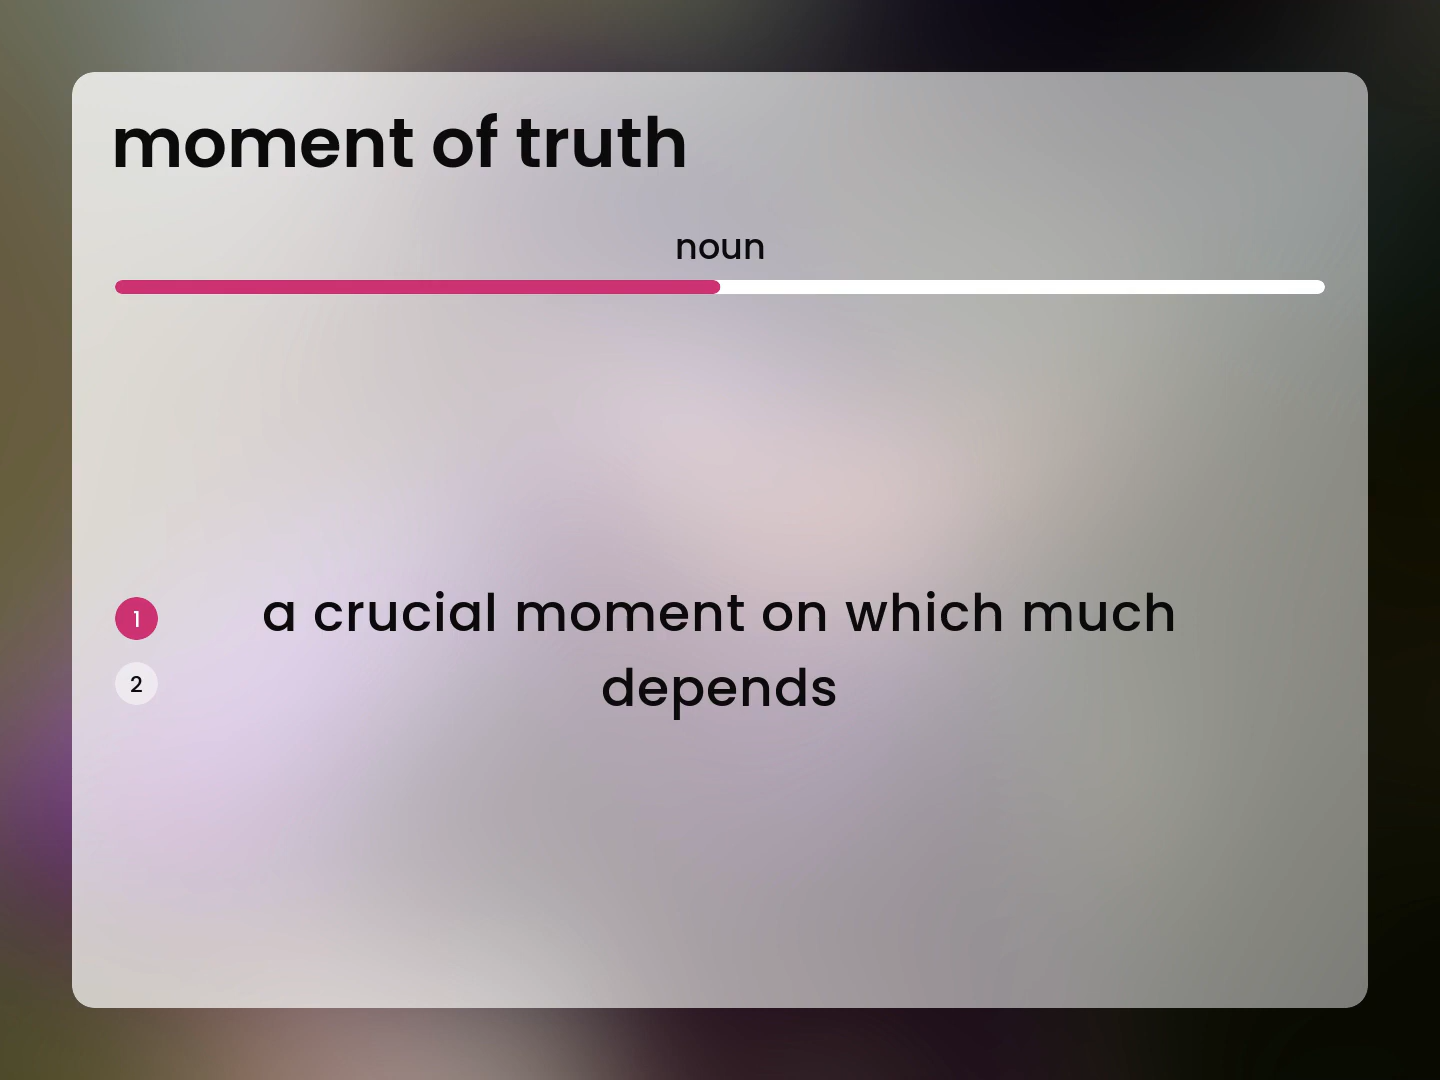 moment of truth
noun
1
a crucial moment on which much
depends
2